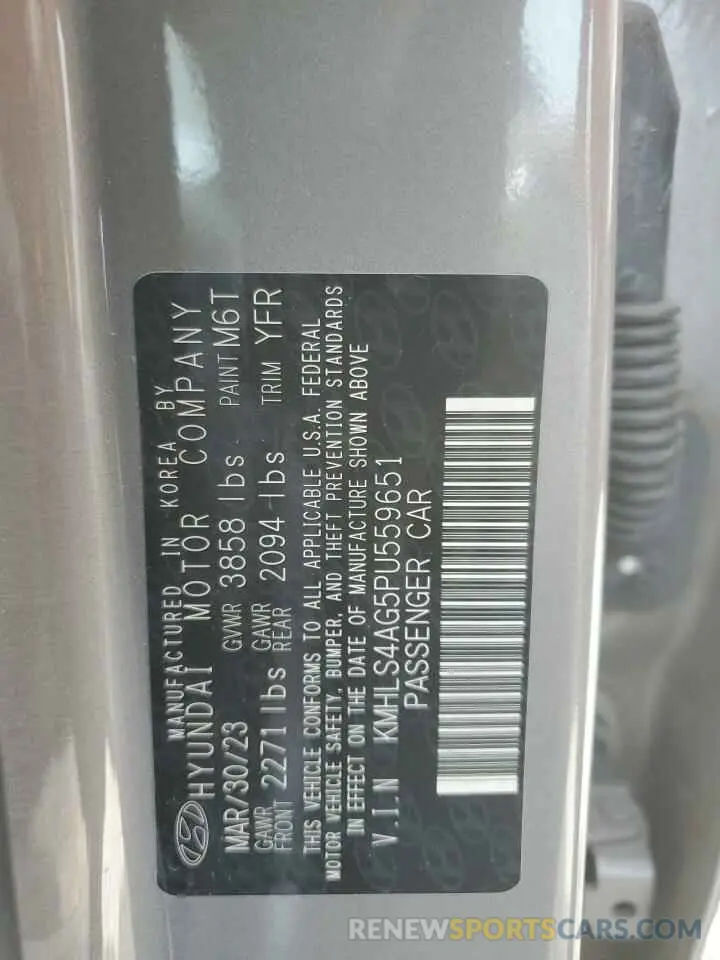 MANUFACTURED IN KOREA BY
HYUNDAI MOTOR COMPANY
MAR/30/23 GVWR 3858 lbs PAINT M6T
GAWR FRONT 2271 lbs GAWR REAR 2094 lbs TRIM YFR
THIS VEHICLE CONFORMS TO ALL APPLICABLE U.S.A. FEDERAL
MOTOR VEHICLE SAFETY, BUMPER, AND THEFT PREVENTION STANDARDS
IN EFFECT ON THE DATE OF MANUFACTURE SHOWN ABOVE
V.I.N KMHLS4AG5PU559651
PASSENGER CAR
RENEWSPORTSCARS.COM